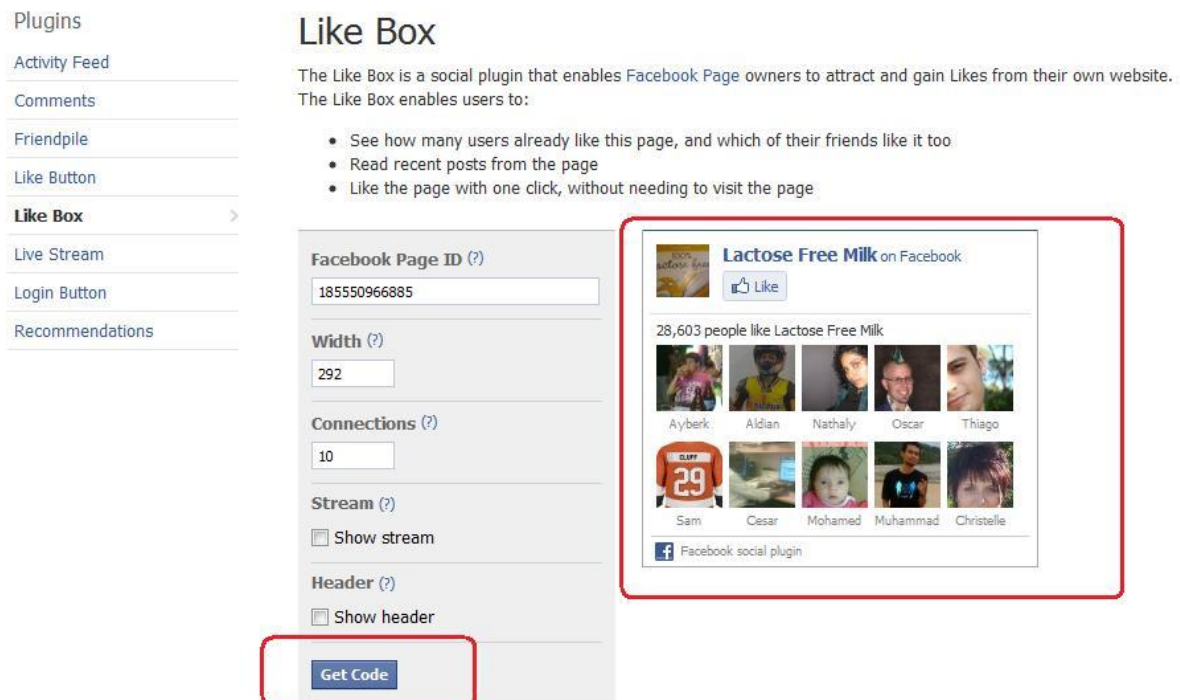 Plugins
Activity Feed
Comments
Friendpile
Like Button
Like Box
Live Stream
Login Button
Recommendations
Like Box
The Like Box is a social plugin that enables Facebook Page owners to attract and gain Likes from their own website.
The Like Box enables users to:
• See how many users already like this page, and which of their friends like it too
• Read recent posts from the page
• Like the page with one click, without needing to visit the page
Facebook Page ID (?)
185550966885
Width (?)
292
Connections (?)
10
Stream (?)
Show stream
Header (?)
Show header
Get Code
100%
Lactose Free Milk on Facebook
Like
28,603 people like Lactose Free Milk
Ayberk Aldian Nathaly Oscar Thiago
CLUFF
29
Sam Cesar Mohamed Muhammad Christelle
Facebook social plugin